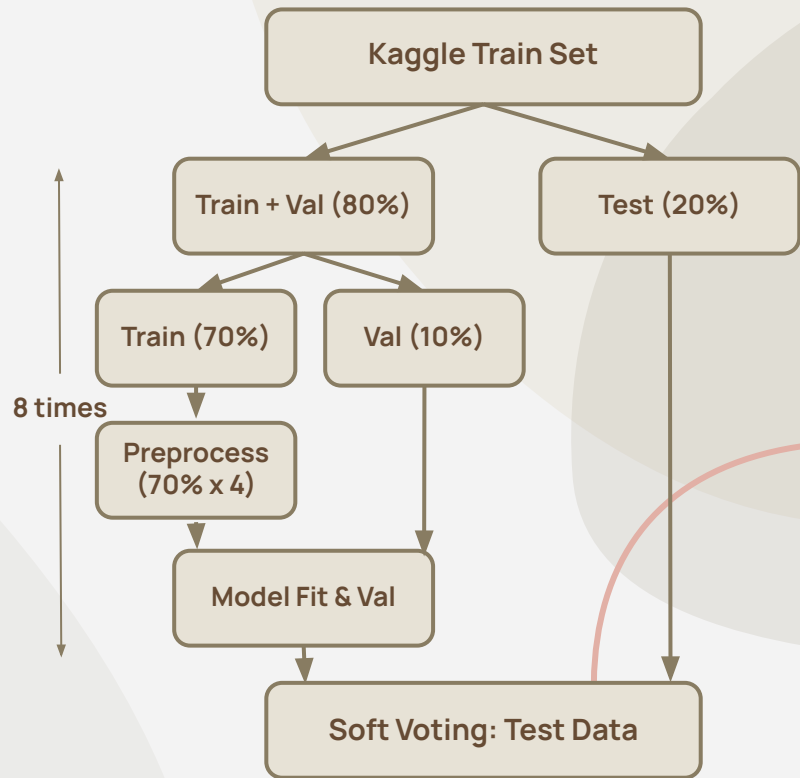 Kaggle Train Set
Train + Val (80%)
Test (20%)
Train (70%)
Val (10%)
8 times
Preprocess
(70% x 4)
Model Fit & Val
Soft Voting: Test Data